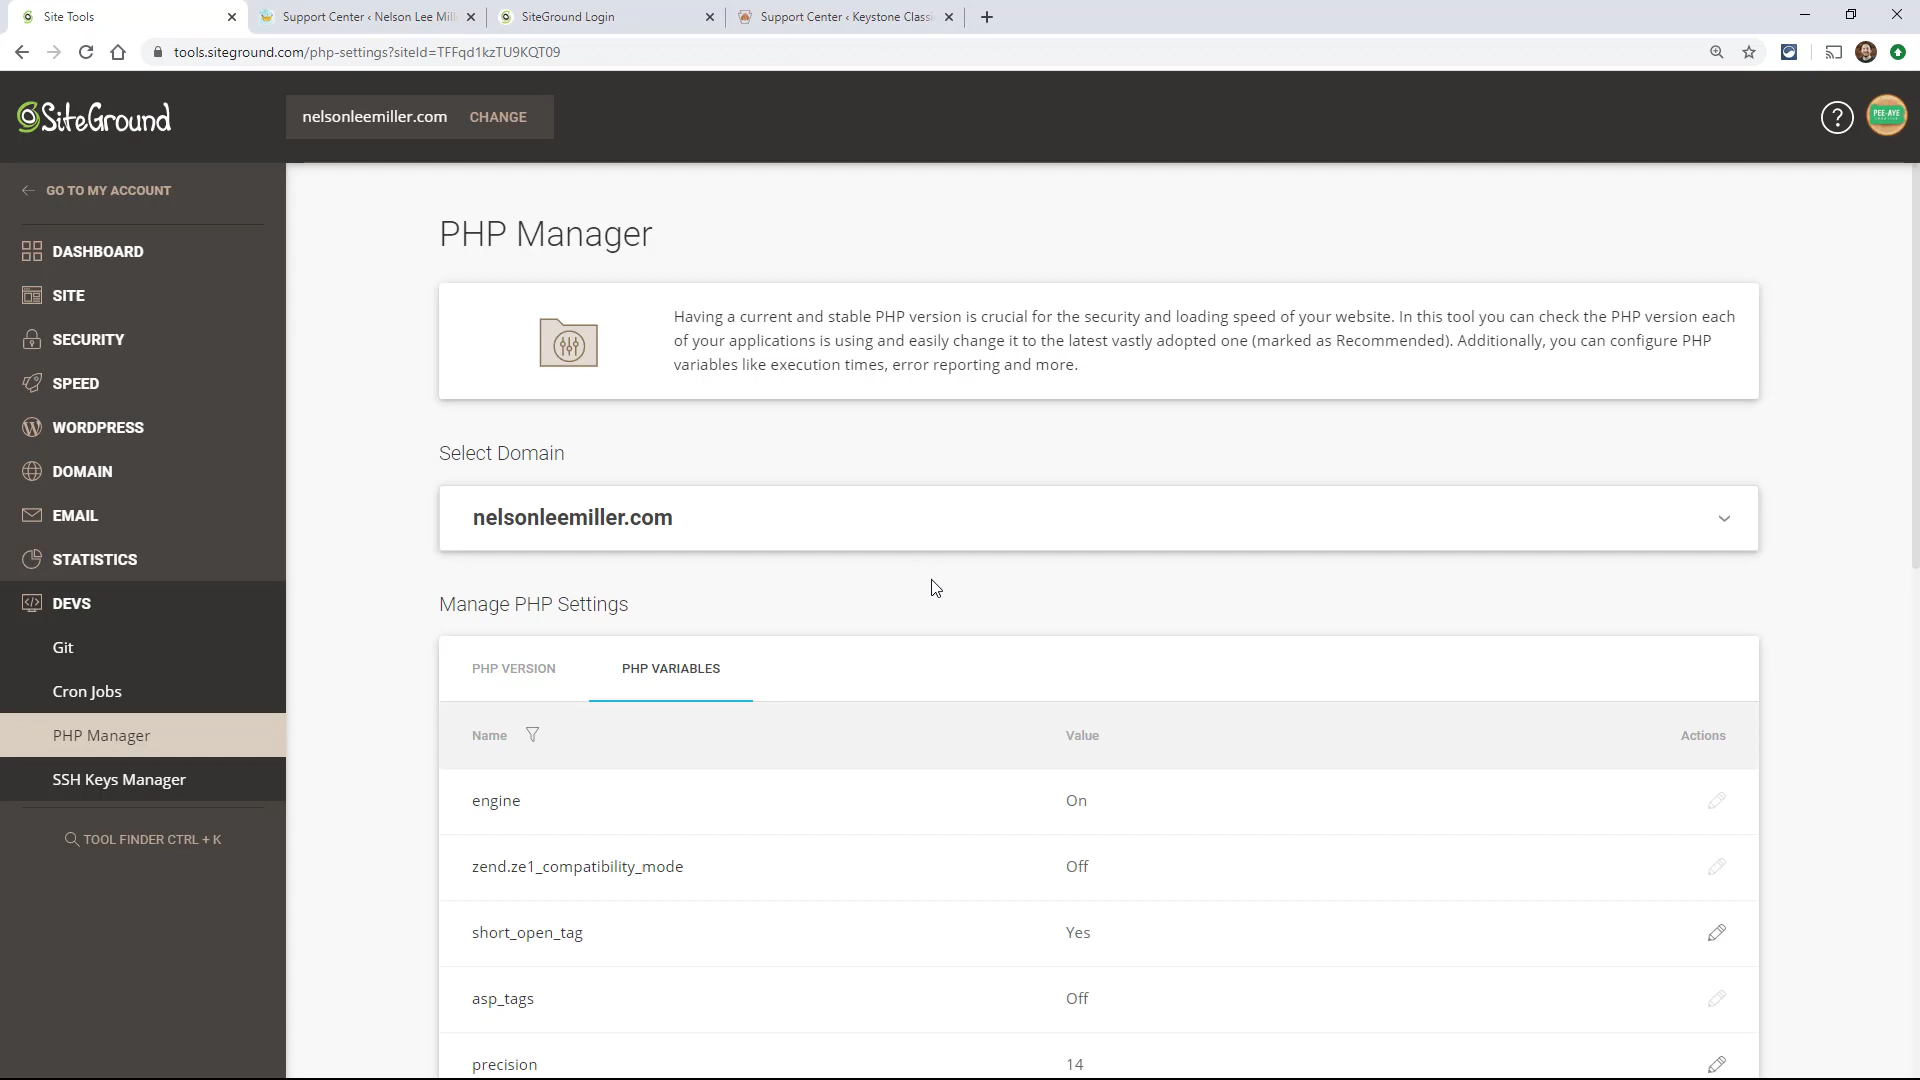 Site Tools
Support Center ‹ Nelson Lee Mill
SiteGround Login
Support Center ‹ Keystone Classi
tools.siteground.com/php-settings?siteId=TFFqd1kzTU9KQT09
SiteGround
nelsonleemiller.com CHANGE
?
PEE-AYE
GO TO MY ACCOUNT
DASHBOARD
SITE
SECURITY
SPEED
WORDPRESS
DOMAIN
EMAIL
STATISTICS
DEVS
Git
Cron Jobs
PHP Manager
SSH Keys Manager
TOOL FINDER CTRL + K
PHP Manager
Having a current and stable PHP version is crucial for the security and loading speed of your website. In this tool you can check the PHP version each
of your applications is using and easily change it to the latest vastly adopted one (marked as Recommended). Additionally, you can configure PHP
variables like execution times, error reporting and more.
Select Domain
nelsonleemiller.com
Manage PHP Settings
PHP VERSION PHP VARIABLES
Name Value Actions
engine On
zend.ze1_compatibility_mode Off
short_open_tag Yes
asp_tags Off
precision 14